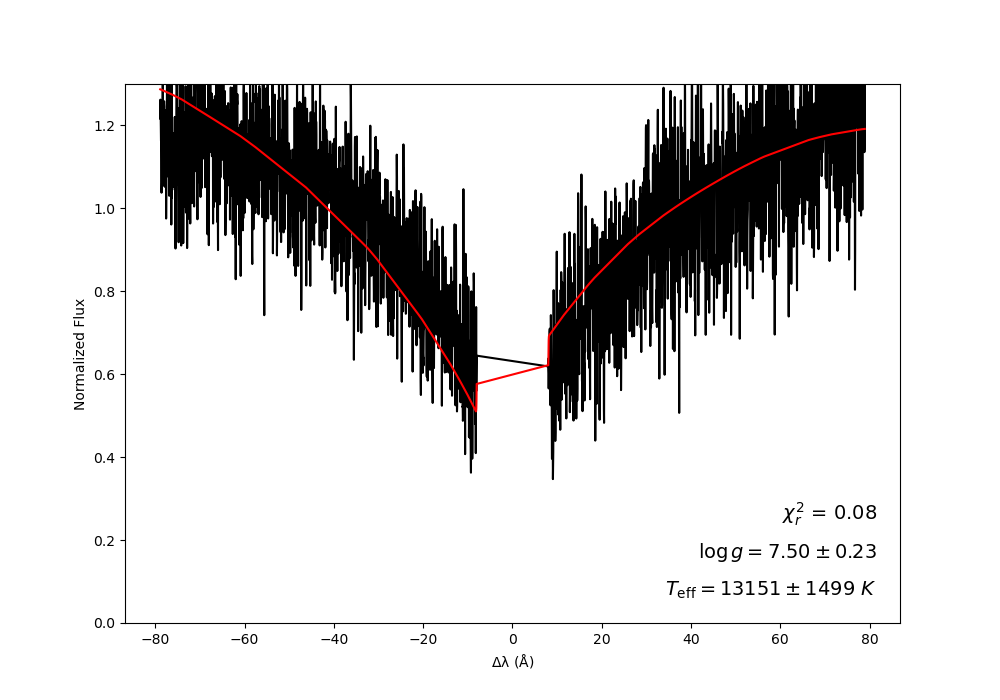 1.2
1.0
0.8
0.6
0.4
0.2
0.0
Normalized Flux
χ²ᵣ = 0.08
log g = 7.50 ± 0.23
T_eff = 13151 ± 1499 K
−80 −60 −40 −20 0 20 40 60 80
Δλ (Å)